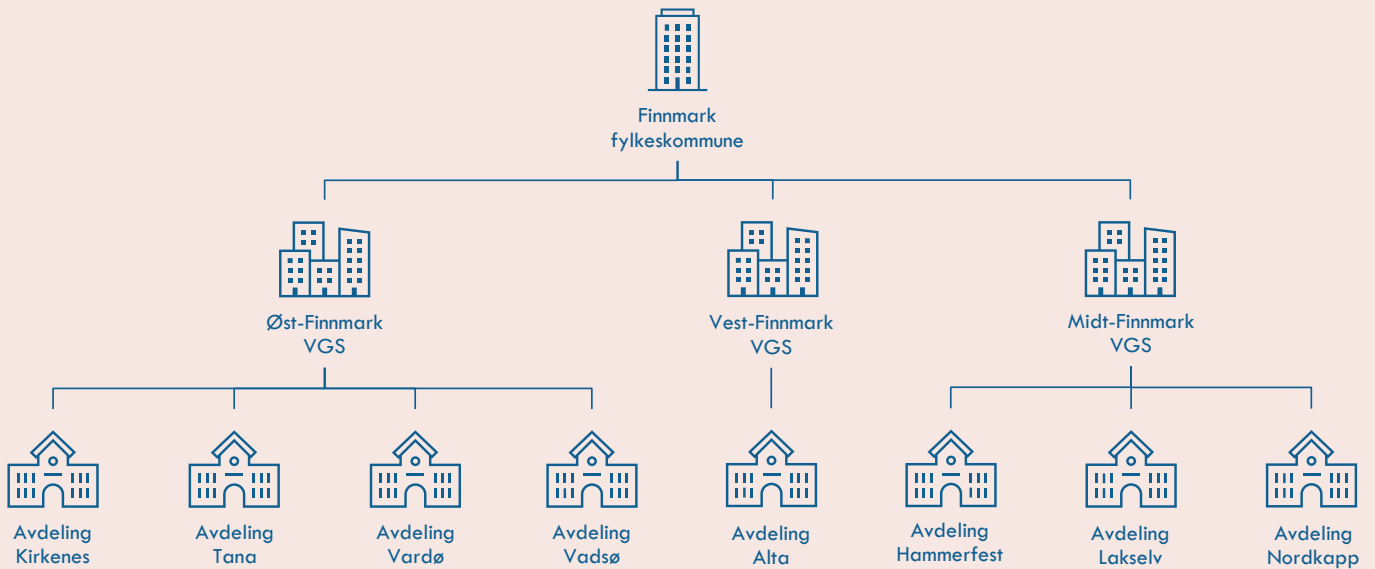 Finnmark
fylkeskommune
Øst-Finnmark
VGS
Vest-Finnmark
VGS
Midt-Finnmark
VGS
Avdeling
Kirkenes
Avdeling
Tana
Avdeling
Vardø
Avdeling
Vadsø
Avdeling
Alta
Avdeling
Hammerfest
Avdeling
Lakselv
Avdeling
Nordkapp